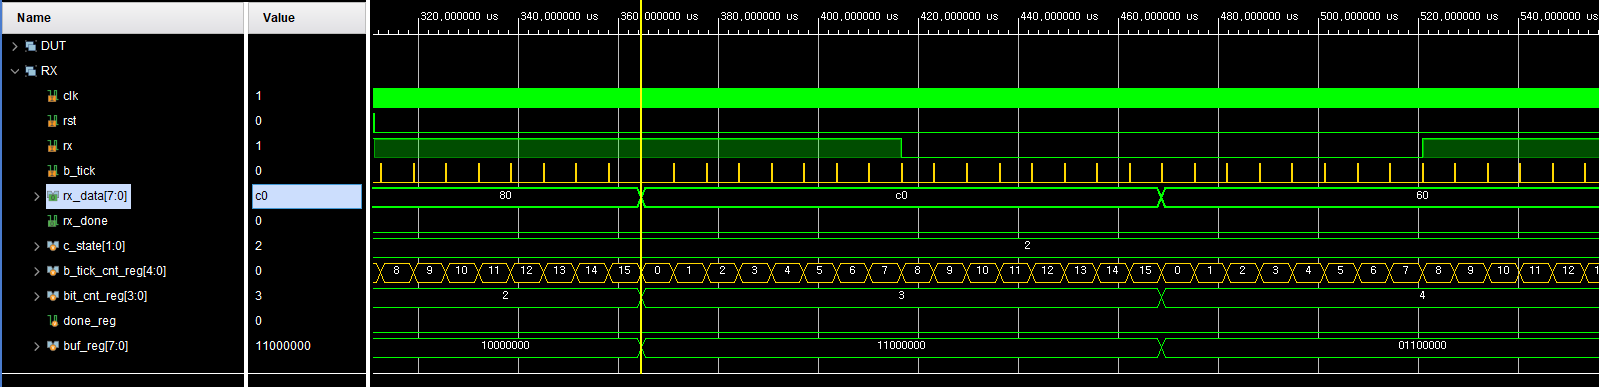 Name Value 320,000000 us 340,000000 us 360,000000 us 380,000000 us 400,000000 us 420,000000 us 440,000000 us 460,000000 us 480,000000 us 500,000000 us 520,000000 us 540,000000 us
DUT
RX
clk 1
rst 0
rx 1
b_tick 0
rx_data[7:0] c0 80 c0 60
rx_done 0
c_state[1:0] 2 2
b_tick_cnt_reg[4:0] 0 8 9 10 11 12 13 14 15 0 1 2 3 4 5 6 7 8 9 10 11 12 13 14 15 0 1 2 3 4 5 6 7 8 9 10 11 12
bit_cnt_reg[3:0] 3 2 3 4
done_reg 0
buf_reg[7:0] 11000000 10000000 11000000 01100000